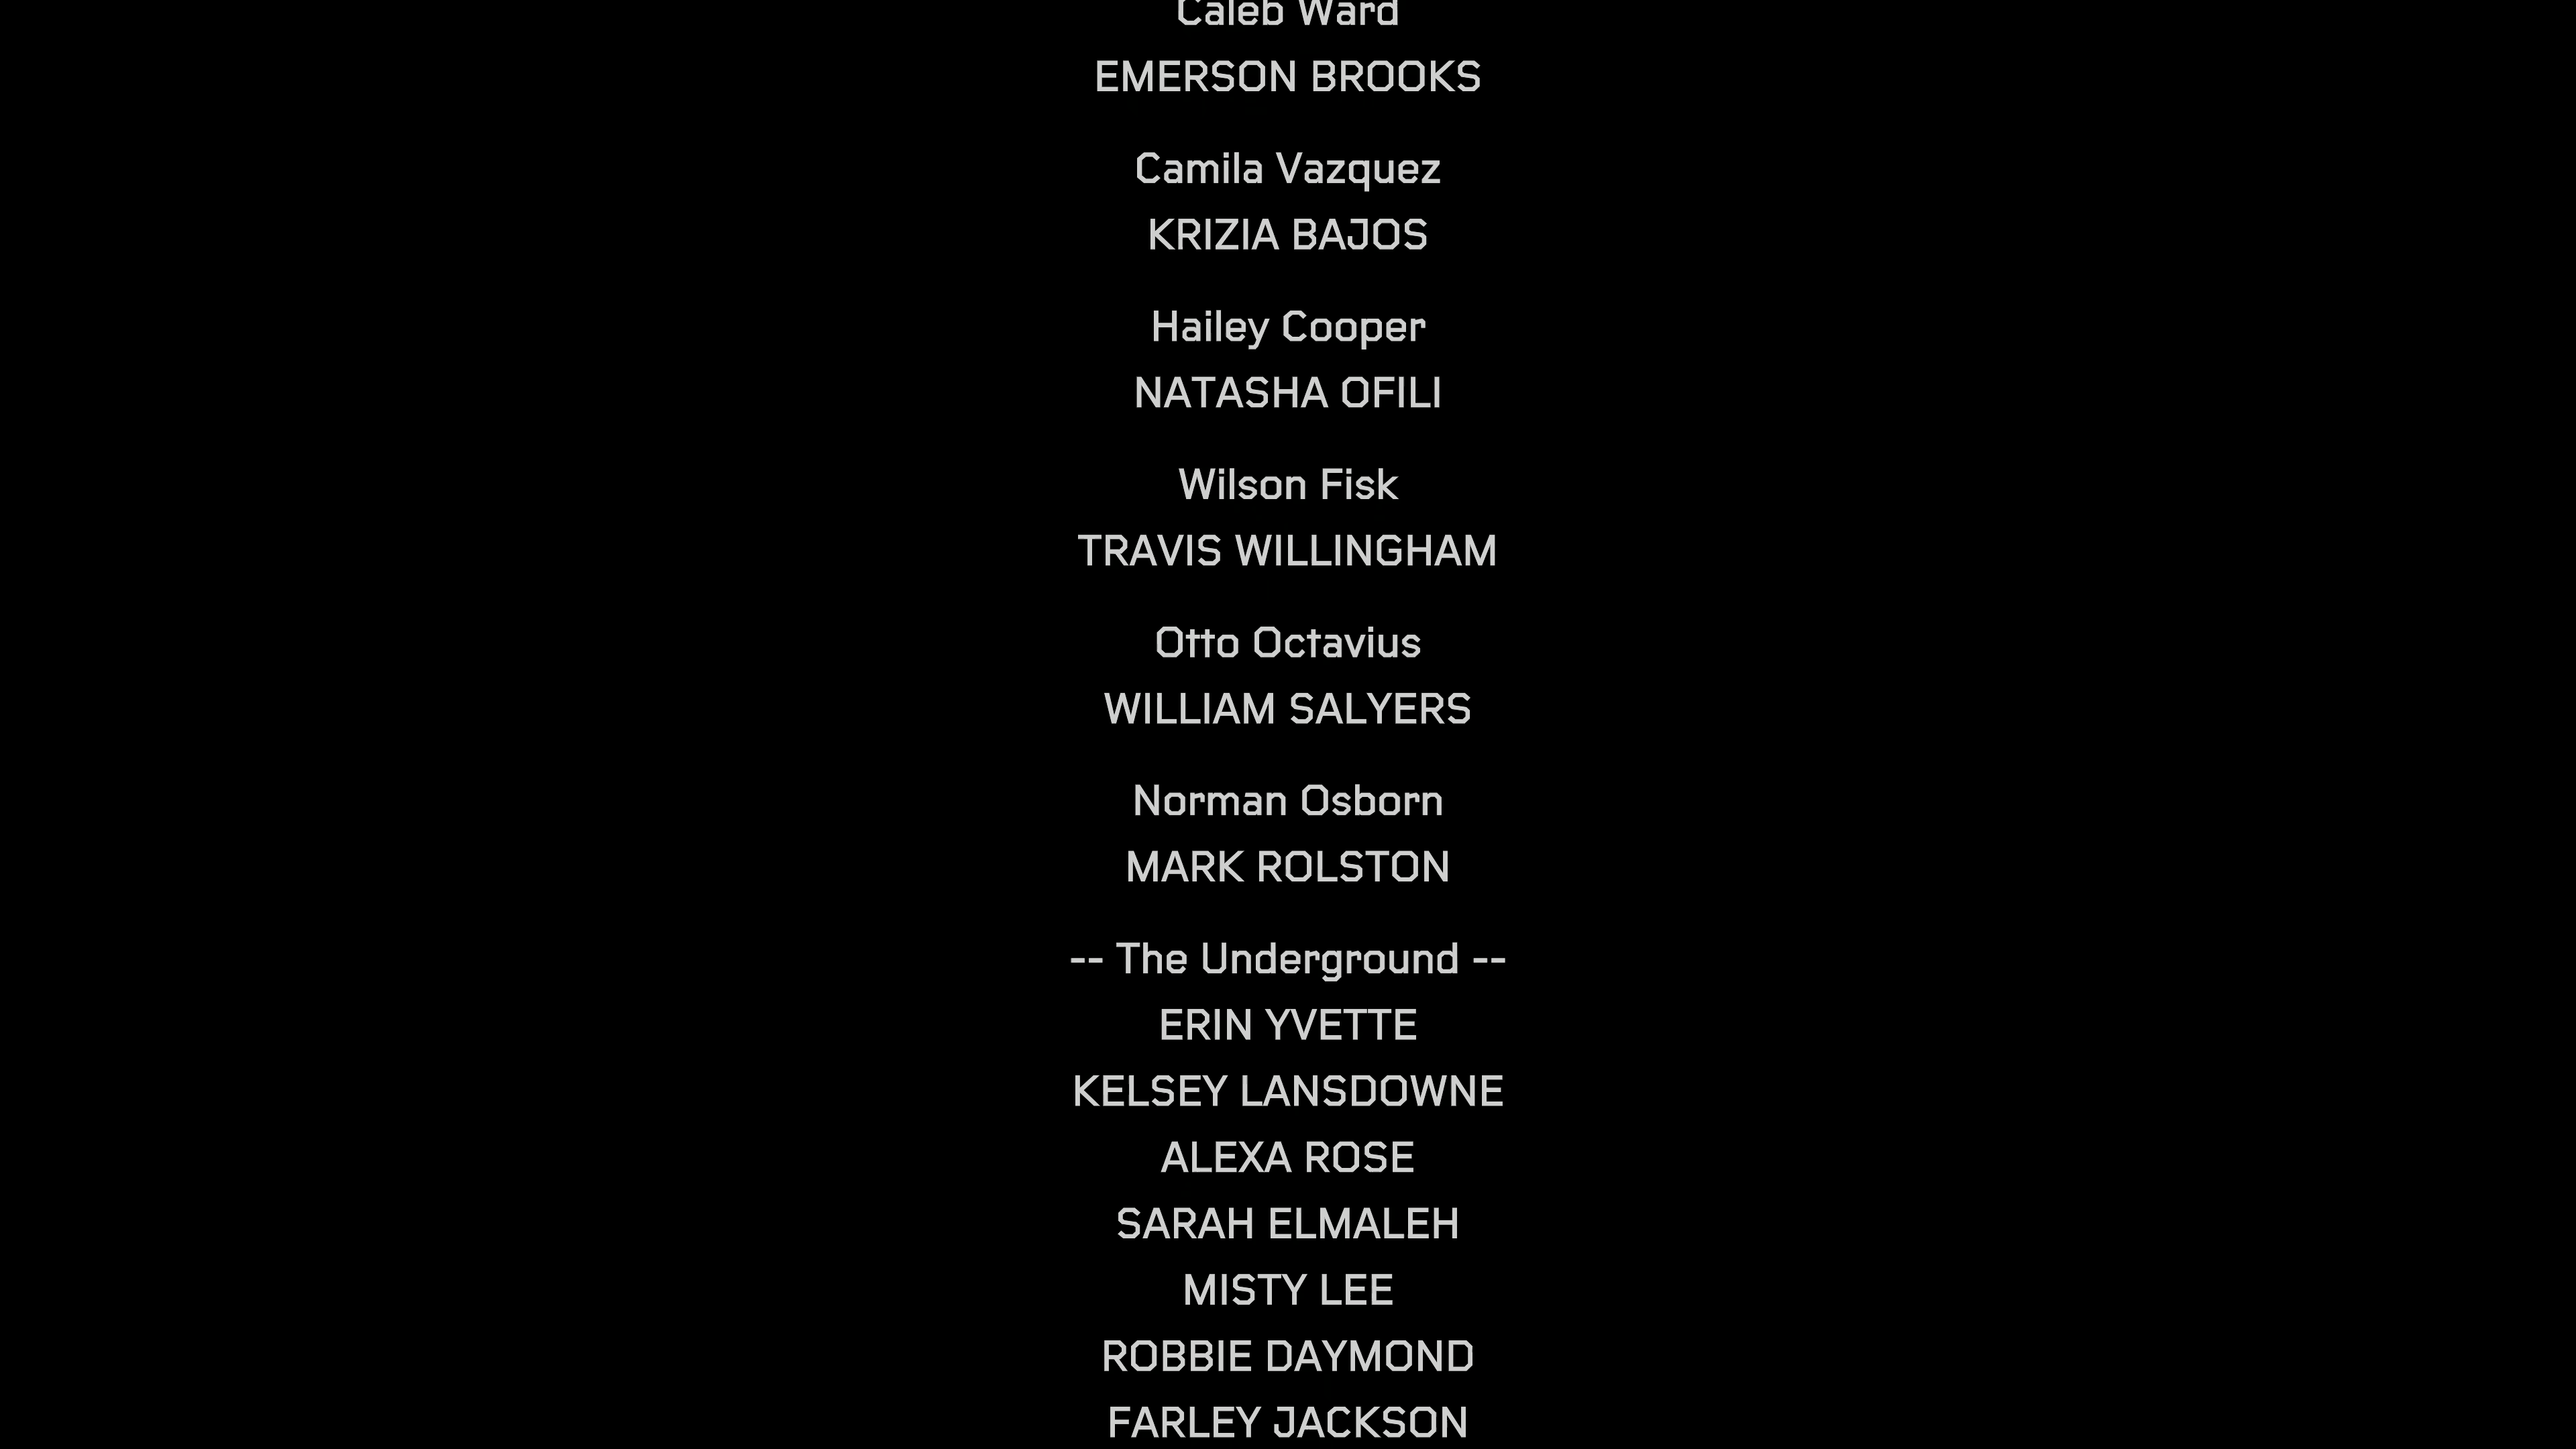 Caleb Ward
EMERSON BROOKS
Camila Vazquez
KRIZIA BAJOS
Hailey Cooper
NATASHA OFILI
Wilson Fisk
TRAVIS WILLINGHAM
Otto Octavius
WILLIAM SALYERS
Norman Osborn
MARK ROLSTON
-- The Underground --
ERIN YVETTE
KELSEY LANSDOWNE
ALEXA ROSE
SARAH ELMALEH
MISTY LEE
ROBBIE DAYMOND
FARLEY JACKSON